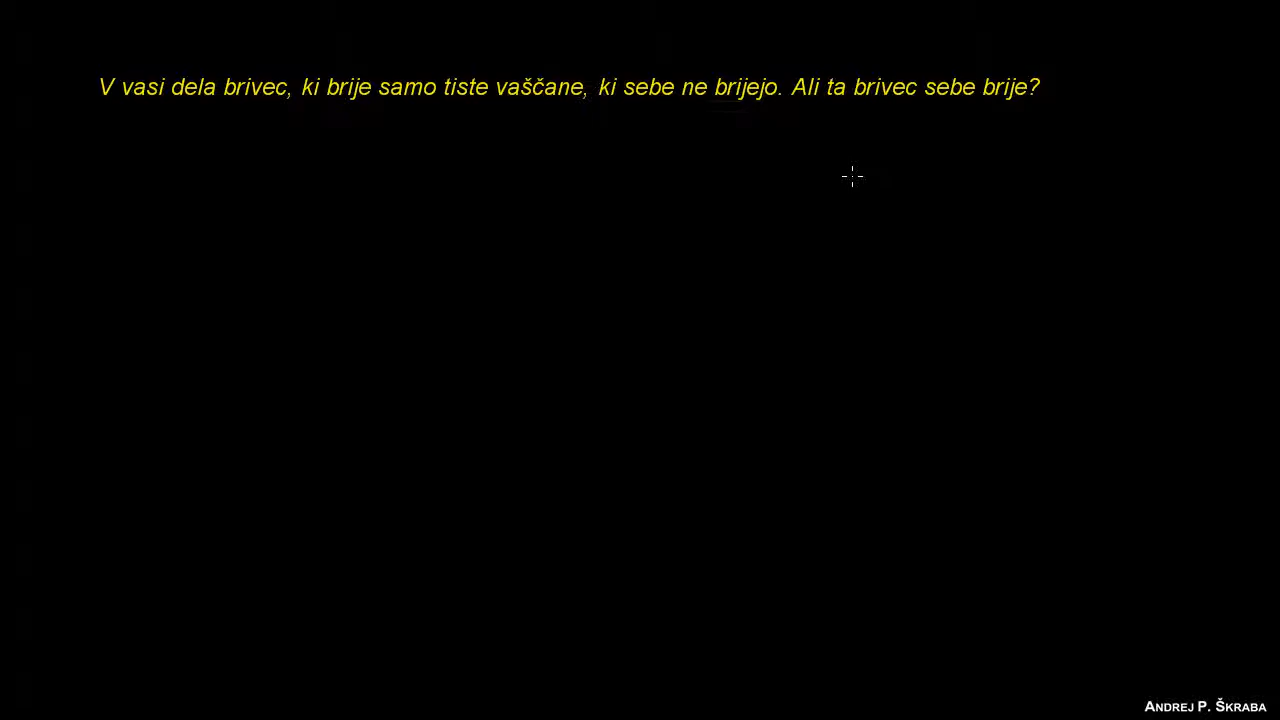 V vasi dela brivec, ki brije samo tiste vaščane, ki sebe ne brijejo. Ali ta brivec sebe brije?
ANDREJ P. ŠKRABA